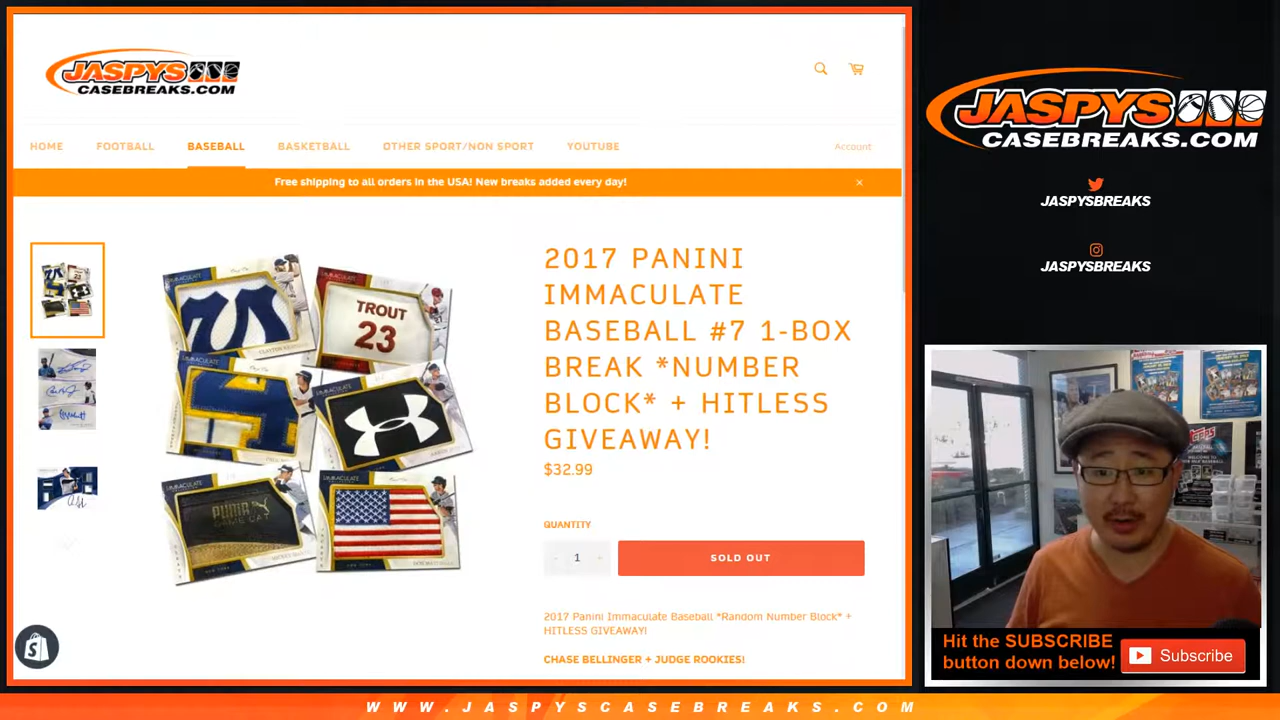 JASPYS
CASEBREAKS.COM
HOME
FOOTBALL
BASEBALL
BASKETBALL
OTHER SPORT/NON SPORT
YOUTUBE
Account
Free shipping to all orders in the USA! New breaks added every day!
TROUT
23
PUMA
2017 PANINI
IMMACULATE
BASEBALL #7 1-BOX
BREAK *NUMBER
BLOCK* + HITLESS
GIVEAWAY!
$32.99
QUANTITY
- 1 +
SOLD OUT
2017 Panini Immaculate Baseball *Random Number Block* +
HITLESS GIVEAWAY!
CHASE BELLINGER + JUDGE ROOKIES!
JASPYS
CASEBREAKS.COM
JASPYSBREAKS
JASPYSBREAKS
TOPPS
Hit the SUBSCRIBE
button down below!
Subscribe
WWW.JASPYSCASEBREAKS.COM